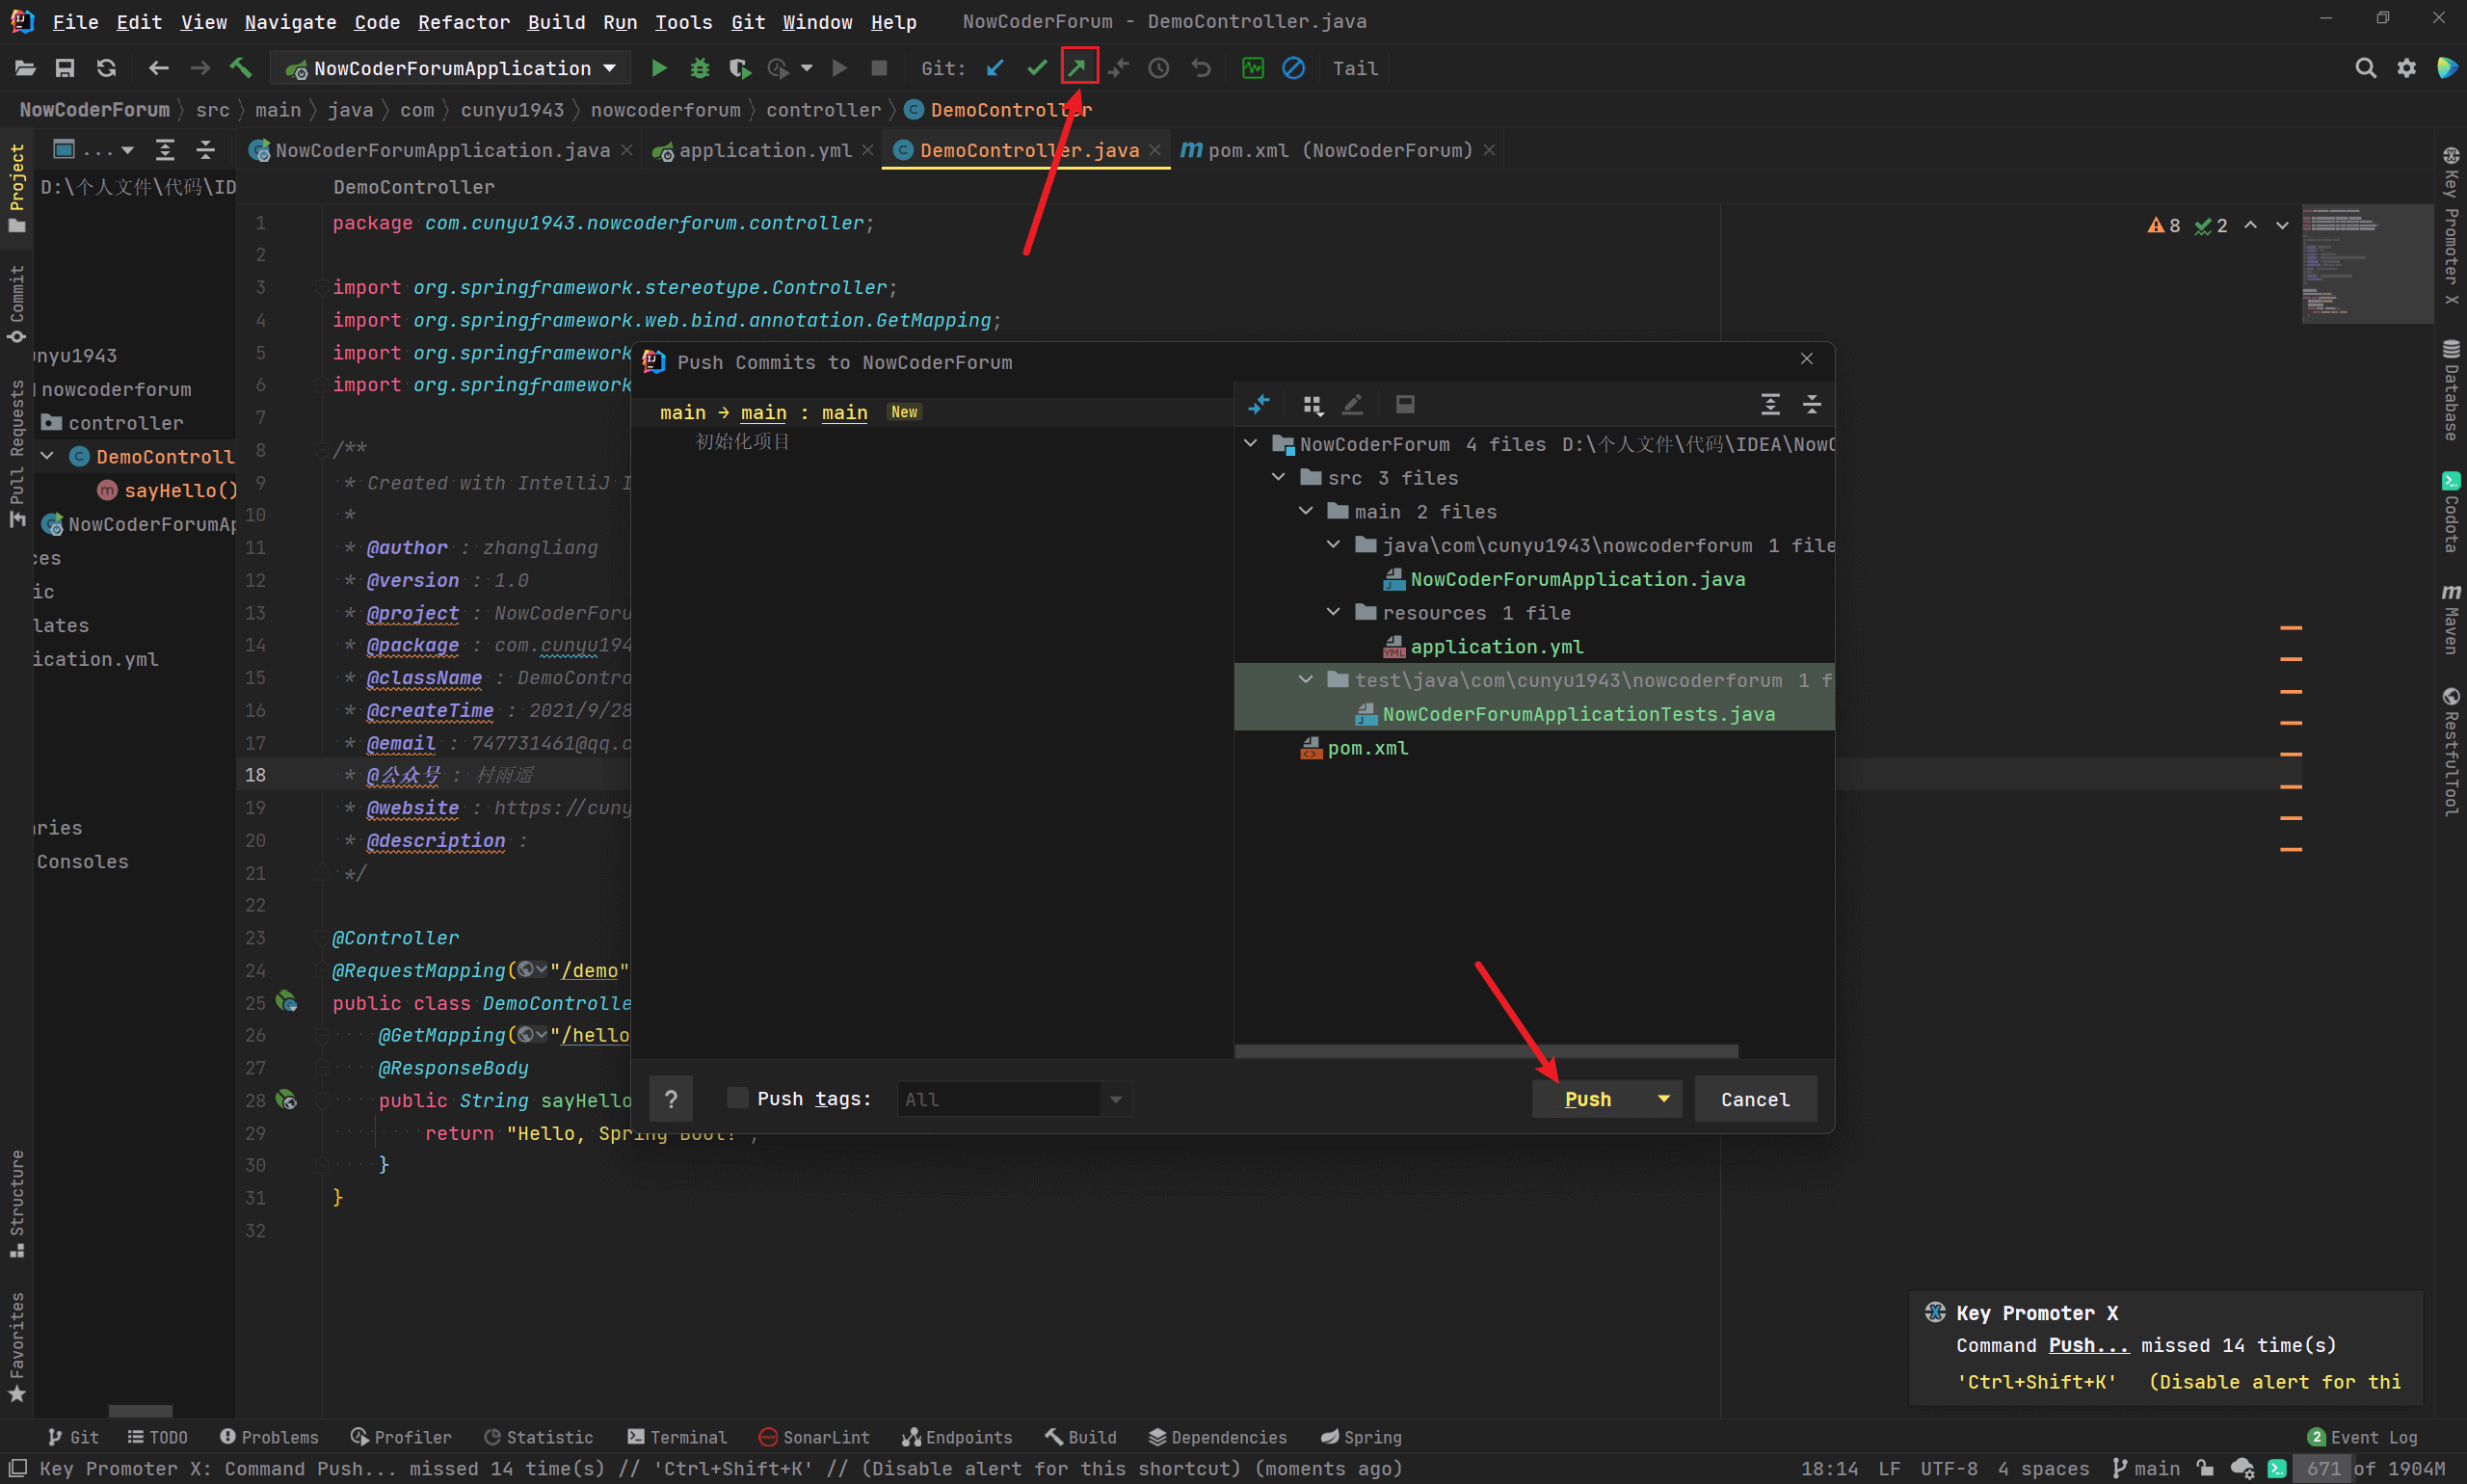 File Edit View Navigate Code Refactor Build Run Tools Git Window Help NowCoderForum - DemoController.java
NowCoderForumApplication Git: Tail
NowCoderForum src main java com cunyu1943 nowcoderforum controller DemoController
... NowCoderForumApplication.java application.yml DemoController.java pom.xml (NowCoderForum)
D:\个人文件\代码\ID
DemoController
Project
Commit
Pull Requests
Structure
Favorites
nyu1943
nowcoderforum
controller
DemoControll
sayHello()
NowCoderForumAp
ces
ic
lates
ication.yml
ries
Consoles
1 package com.cunyu1943.nowcoderforum.controller;
2
3 import org.springframework.stereotype.Controller;
4 import org.springframework.web.bind.annotation.GetMapping;
5 import org.springframework
6 import org.springframework
7
8 /**
9 * Created with IntelliJ I
10 *
11 * @author : zhangliang
12 * @version : 1.0
13 * @project : NowCoderForu
14 * @package : com.cunyu194
15 * @className : DemoContro
16 * @createTime : 2021/9/28
17 * @email : 747731461@qq.c
18 * @公众号 : 村雨遥
19 * @website : https://cuny
20 * @description :
21 */
22
23 @Controller
24 @RequestMapping("/demo"
25 public class DemoControlle
26 @GetMapping("/hello
27 @ResponseBody
28 public String sayHello
29 return "Hello, Spring Boot!";
30 }
31 }
32
8 2
Push Commits to NowCoderForum
main → main : main New
初始化项目
NowCoderForum 4 files D:\个人文件\代码\IDEA\NowC
src 3 files
main 2 files
java\com\cunyu1943\nowcoderforum 1 file
NowCoderForumApplication.java
resources 1 file
application.yml
test\java\com\cunyu1943\nowcoderforum 1 f
NowCoderForumApplicationTests.java
pom.xml
? Push tags: All Push Cancel
Key Promoter X
Database
Codota
Maven
RestfulTool
Key Promoter X
Command Push... missed 14 time(s)
'Ctrl+Shift+K' (Disable alert for thi
Git TODO Problems Profiler Statistic Terminal SonarLint Endpoints Build Dependencies Spring 2 Event Log
Key Promoter X: Command Push... missed 14 time(s) // 'Ctrl+Shift+K' // (Disable alert for this shortcut) (moments ago) 18:14 LF UTF-8 4 spaces main 671 of 1904M